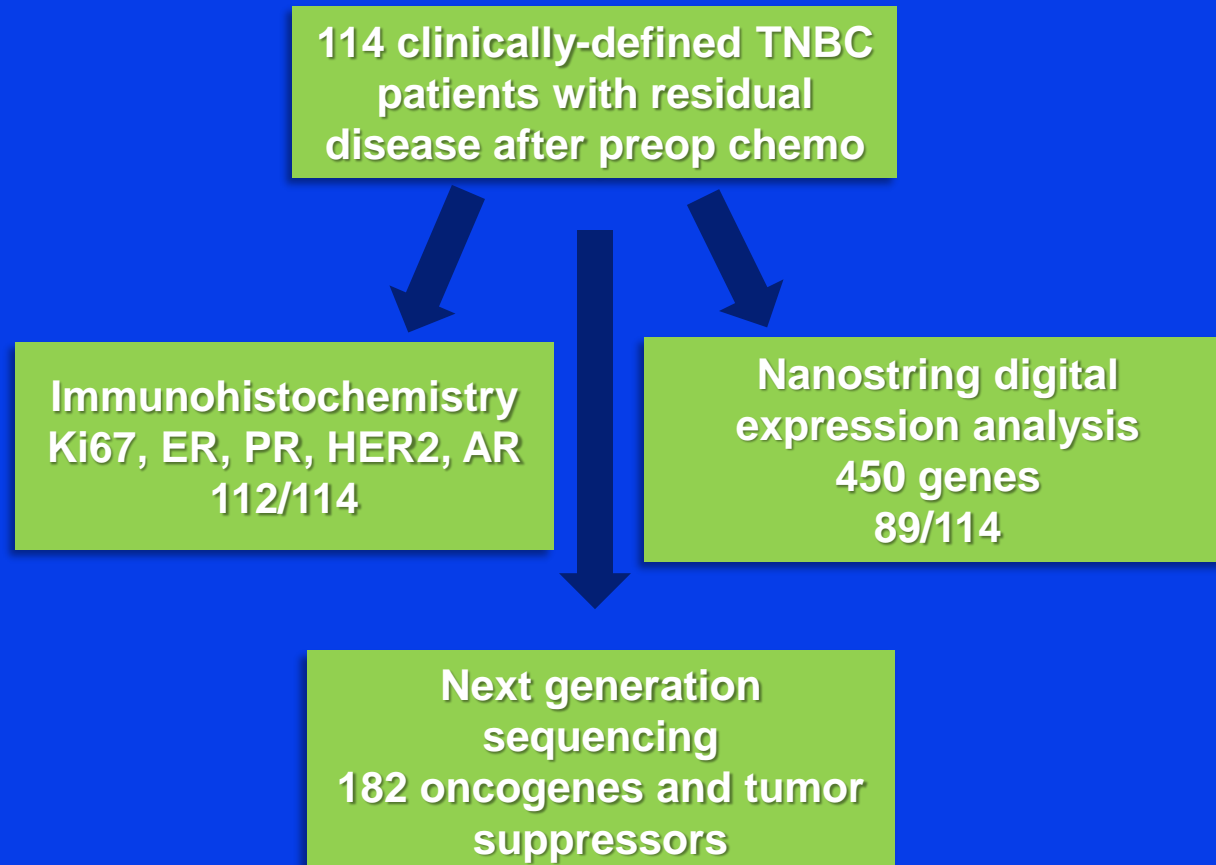 114 clinically-defined TNBC
patients with residual
disease after preop chemo
Immunohistochemistry
Ki67, ER, PR, HER2, AR
112/114
Nanostring digital
expression analysis
450 genes
89/114
Next generation
sequencing
182 oncogenes and tumor
suppressors